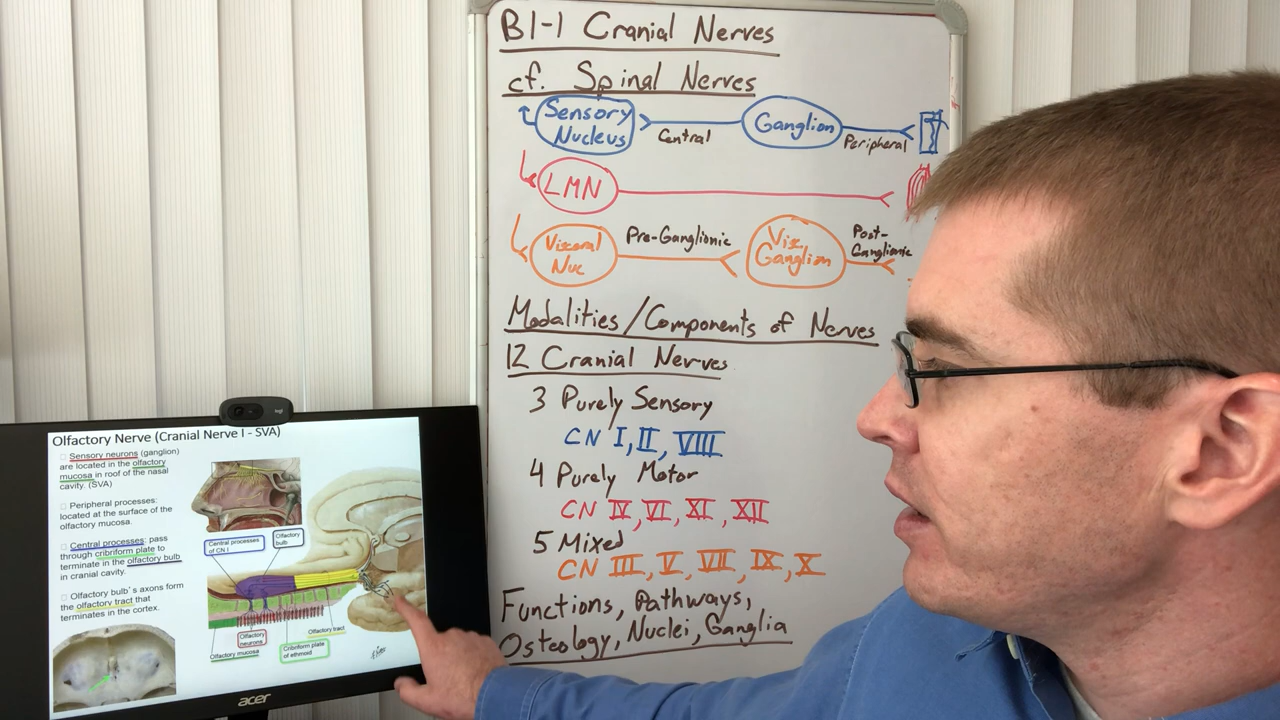 B1-1 Cranial Nerves
cf. Spinal Nerves
Sensory
Nucleus
Central
Ganglion
Peripheral
LMN
Visceral
Nuc
Pre-Ganglionic
Visc
Ganglion
Post-
Ganglionic
Modalities/Components of Nerves
12 Cranial Nerves
3 Purely Sensory
CN I, II, VIII
4 Purely Motor
CN IV, VI, XI, XII
5 Mixed
CN III, V, VII, IX, X
Functions, Pathways,
Osteology, Nuclei, Ganglia
logi
Olfactory Nerve (Cranial Nerve I - SVA)
Sensory neurons (ganglion)
are located in the olfactory
mucosa in roof of the nasal
cavity. (SVA)
Peripheral processes:
located at the surface of the
olfactory mucosa.
Central processes: pass
through cribriform plate to
terminate in the olfactory bulb
in cranial cavity.
Olfactory bulb's axons form
the olfactory tract that
terminates in the cortex.
Central processes
of CN I
Olfactory
bulb
Olfactory
neurons
Olfactory tract
Olfactory mucosa
Cribriform plate
of ethmoid
acer